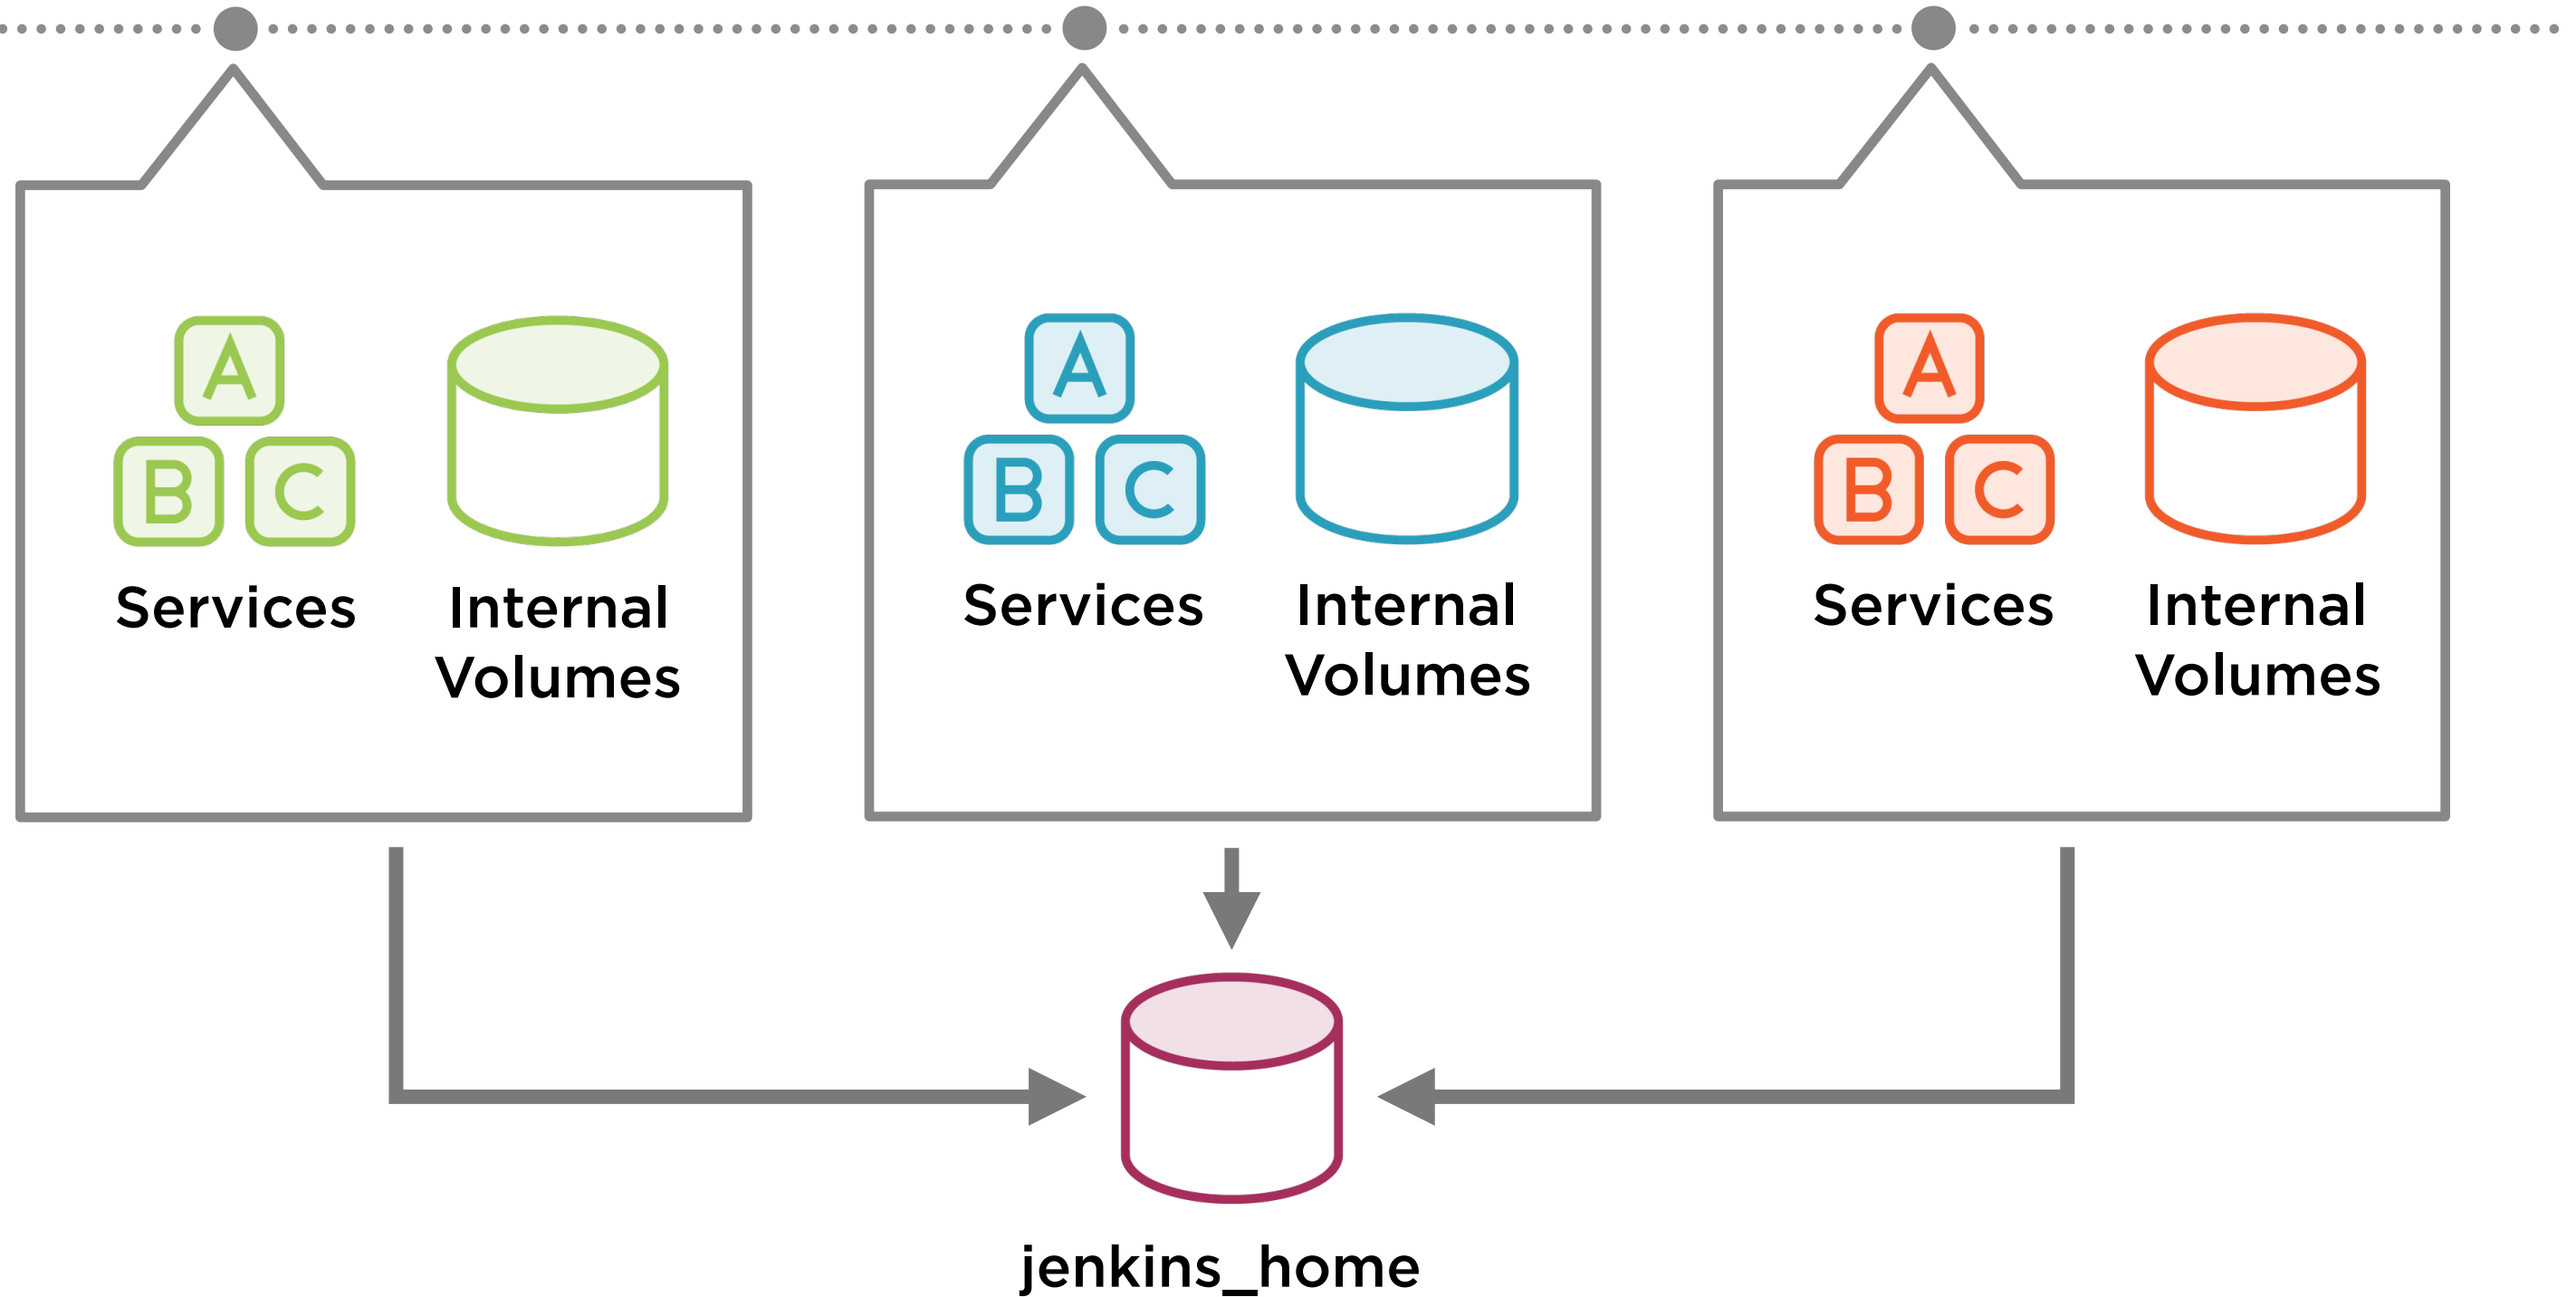 A
B C
Services
Internal
Volumes
A
B C
Services
Internal
Volumes
A
B C
Services
Internal
Volumes
jenkins_home